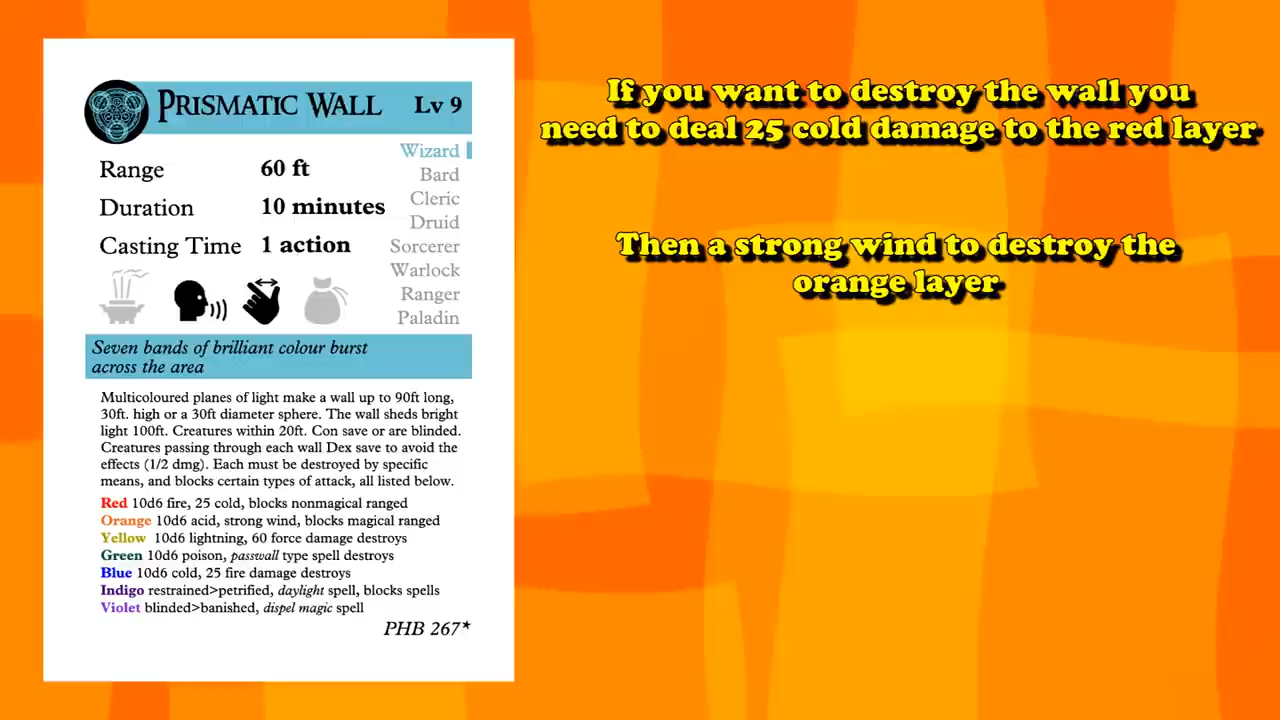 PRISMATIC WALL Lv 9
Wizard
Range 60 ft
Bard
Cleric
Duration 10 minutes
Druid
Casting Time 1 action
Sorcerer
Warlock
Ranger
Paladin
Seven bands of brilliant colour burst
across the area
Multicoloured planes of light make a wall up to 90ft long,
30ft. high or a 30ft diameter sphere. The wall sheds bright
light 100ft. Creatures within 20ft. Con save or are blinded.
Creatures passing through each wall Dex save to avoid the
effects (1/2 dmg). Each must be destroyed by specific
means, and blocks certain types of attack, all listed below.
Red 10d6 fire, 25 cold, blocks nonmagical ranged
Orange 10d6 acid, strong wind, blocks magical ranged
Yellow 10d6 lightning, 60 force damage destroys
Green 10d6 poison, passwall type spell destroys
Blue 10d6 cold, 25 fire damage destroys
Indigo restrained>petrified, daylight spell, blocks spells
Violet blinded>banished, dispel magic spell
PHB 267*
If you want to destroy the wall you
need to deal 25 cold damage to the red layer
Then a strong wind to destroy the
orange layer